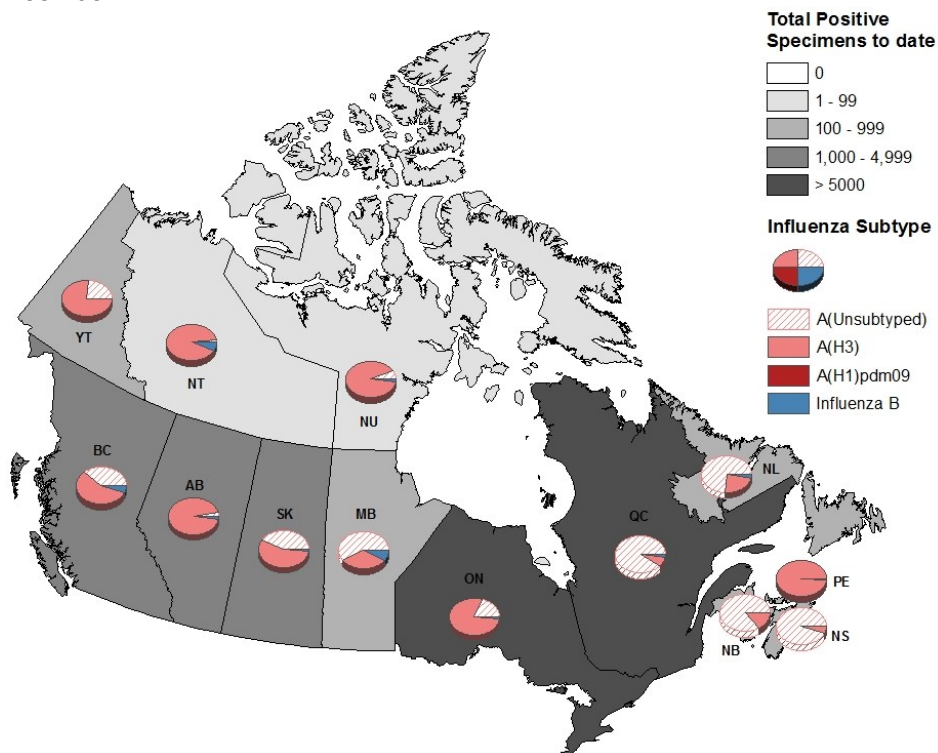 Total Positive
Specimens to date
0
1 - 99
100 - 999
1,000 - 4,999
> 5000
Influenza Subtype
A(Unsubtyped)
A(H3)
A(H1)pdm09
Influenza B
YT
NT
NU
BC
AB
SK
MB
ON
QC
NL
PE
NB
NS